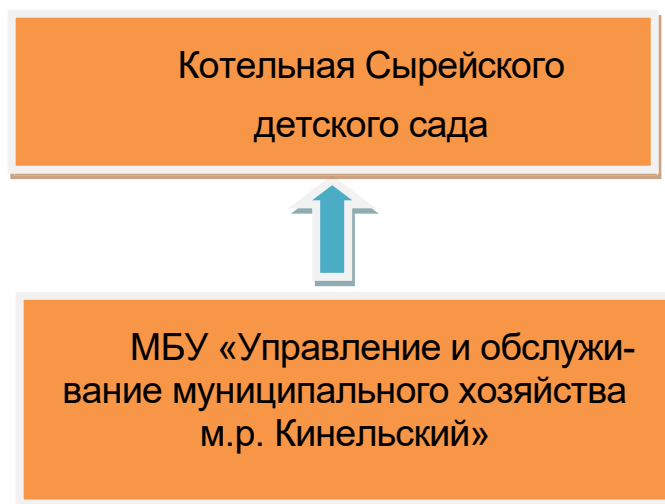 Котельная Сырейского
детского сада
МБУ «Управление и обслужи-
вание муниципального хозяйства
м.р. Кинельский»